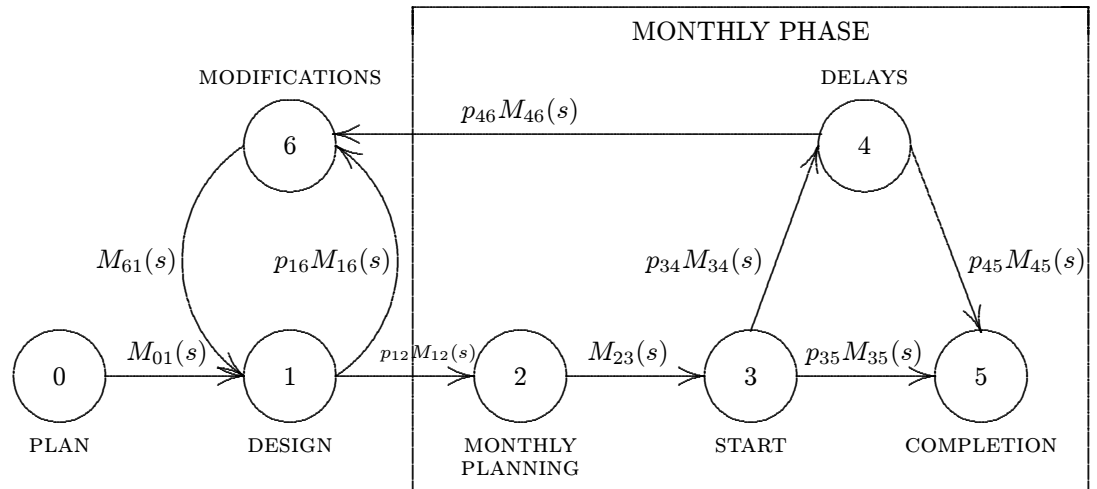 MONTHLY PHASE
MODIFICATIONS
DELAYS
p₄₆M₄₆(s)
6
4
M₆₁(s)
p₁₆M₁₆(s)
p₃₄M₃₄(s)
p₄₅M₄₅(s)
M₀₁(s)
p₁₂M₁₂(s)
M₂₃(s)
p₃₅M₃₅(s)
0
1
2
3
5
PLAN
DESIGN
MONTHLY
PLANNING
START
COMPLETION